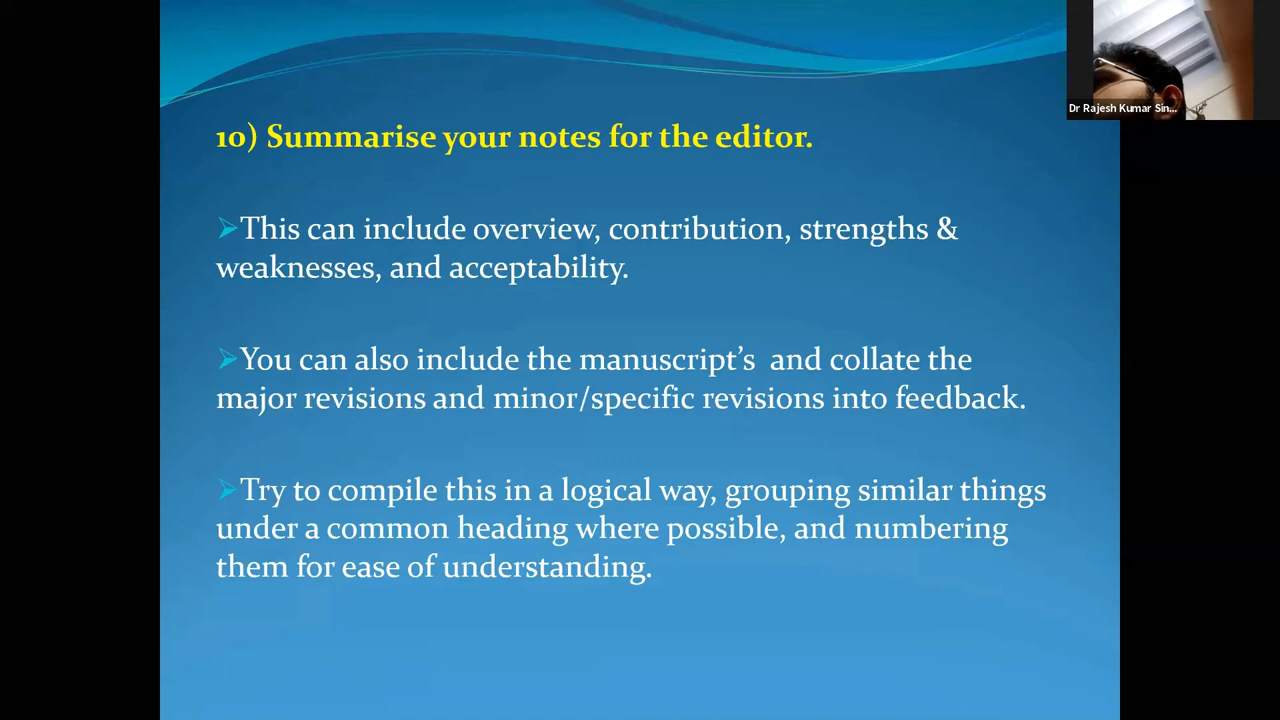 10) Summarise your notes for the editor.
➢This can include overview, contribution, strengths &
weaknesses, and acceptability.
➢You can also include the manuscript’s  and collate the
major revisions and minor/specific revisions into feedback.
➢Try to compile this in a logical way, grouping similar things
under a common heading where possible, and numbering
them for ease of understanding.
Dr Rajesh Kumar Sin...